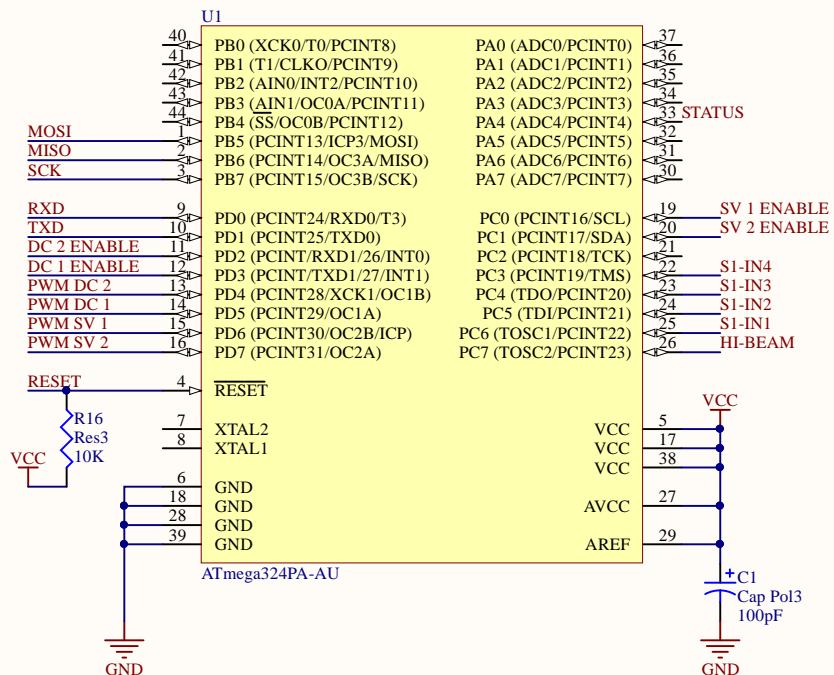 U1
40 PB0 (XCK0/T0/PCINT8) PA0 (ADC0/PCINT0) 37
41 PB1 (T1/CLKO/PCINT9) PA1 (ADC1/PCINT1) 36
42 PB2 (AIN0/INT2/PCINT10) PA2 (ADC2/PCINT2) 35
43 PB3 (AIN1/OC0A/PCINT11) PA3 (ADC3/PCINT3) 34
44 PB4 (SS/OC0B/PCINT12) PA4 (ADC4/PCINT4) 33 STATUS
MOSI 1 PB5 (PCINT13/ICP3/MOSI) PA5 (ADC5/PCINT5) 32
MISO 2 PB6 (PCINT14/OC3A/MISO) PA6 (ADC6/PCINT6) 31
SCK 3 PB7 (PCINT15/OC3B/SCK) PA7 (ADC7/PCINT7) 30
RXD 9 PD0 (PCINT24/RXD0/T3) PC0 (PCINT16/SCL) 19 SV 1 ENABLE
TXD 10 PD1 (PCINT25/TXD0) PC1 (PCINT17/SDA) 20 SV 2 ENABLE
DC 2 ENABLE 11 PD2 (PCINT/RXD1/26/INT0) PC2 (PCINT18/TCK) 21
DC 1 ENABLE 12 PD3 (PCINT/TXD1/27/INT1) PC3 (PCINT19/TMS) 22 S1-IN4
PWM DC 2 13 PD4 (PCINT28/XCK1/OC1B) PC4 (TDO/PCINT20) 23 S1-IN3
PWM DC 1 14 PD5 (PCINT29/OC1A) PC5 (TDI/PCINT21) 24 S1-IN2
PWM SV 1 15 PD6 (PCINT30/OC2B/ICP) PC6 (TOSC1/PCINT22) 25 S1-IN1
PWM SV 2 16 PD7 (PCINT31/OC2A) PC7 (TOSC2/PCINT23) 26 HI-BEAM
RESET 4 RESET
VCC
R16
Res3
10K
VCC
7 XTAL2 VCC 5
8 XTAL1 VCC 17
VCC 38
6 GND
18 GND AVCC 27
28 GND
39 GND AREF 29
ATmega324PA-AU
+ C1
Cap Pol3
100pF
GND
GND